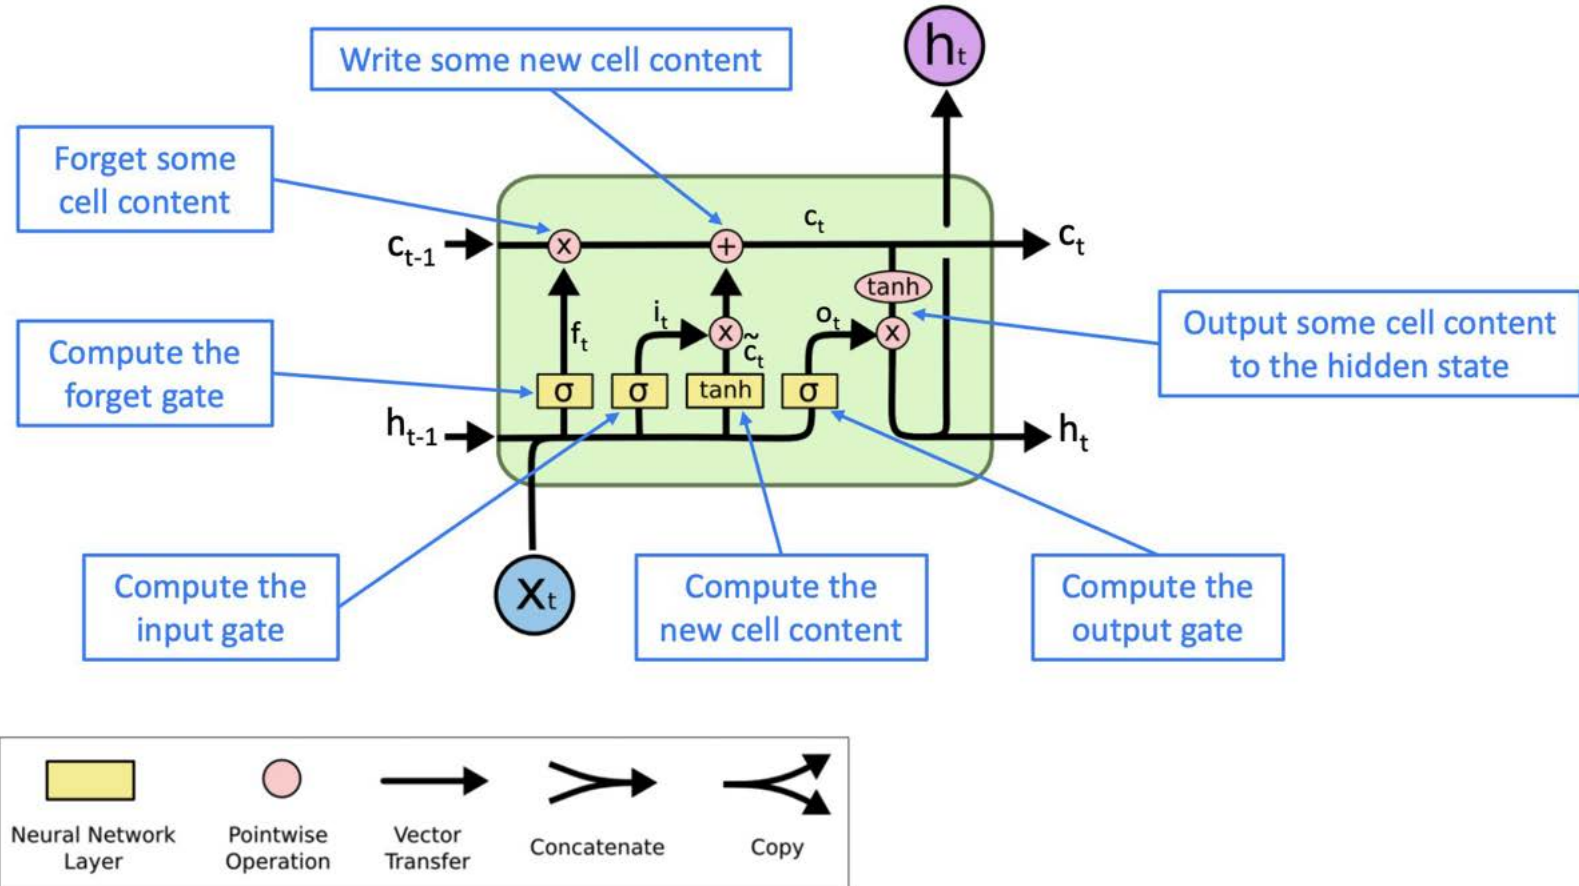 h_t
Write some new cell content
Forget some
cell content
c_t
c_{t-1}
x
+
c_t
tanh
i_t
o_t
Output some cell content
to the hidden state
f_t
x
x
c̃_t
Compute the
forget gate
σ
σ
tanh
σ
h_{t-1}
h_t
Compute the
input gate
X_t
Compute the
new cell content
Compute the
output gate
Neural Network
Layer
Pointwise
Operation
Vector
Transfer
Concatenate
Copy